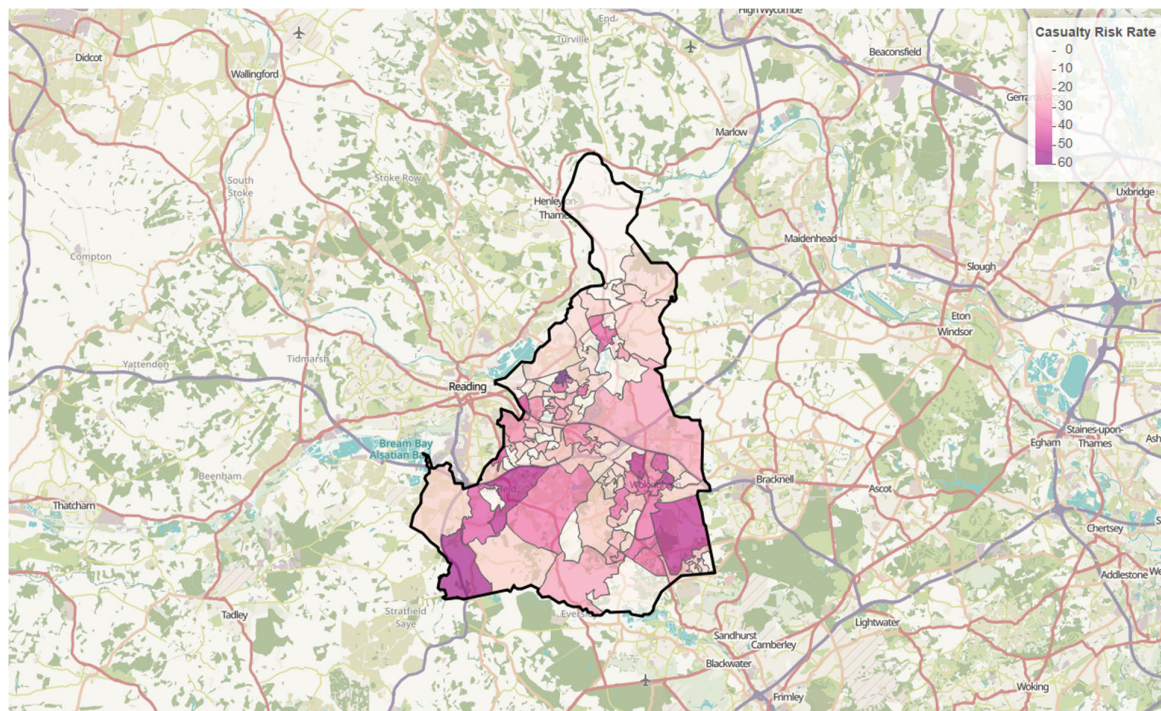 High Wycombe
End
Turville
Didcot
Beaconsfield
Wallingford
Casualty Risk Rate
0
10
20
30
40
50
60
Marlow
South
Stoke
Stoke Row
Henley-on-
Thames
Uxbridge
Compton
Maidenhead
Slough
Eton
Windsor
Yattendon
Tidmarsh
Reading
Bream Bay
Staines-upon-
Thames
Egham
Beenham
Bracknell
Ascot
Thatcham
Chertsey
Addlestone
Tadley
Stratfield
Saye
Lightwater
Sandhurst
Camberley
Blackwater
Woking
Frimley